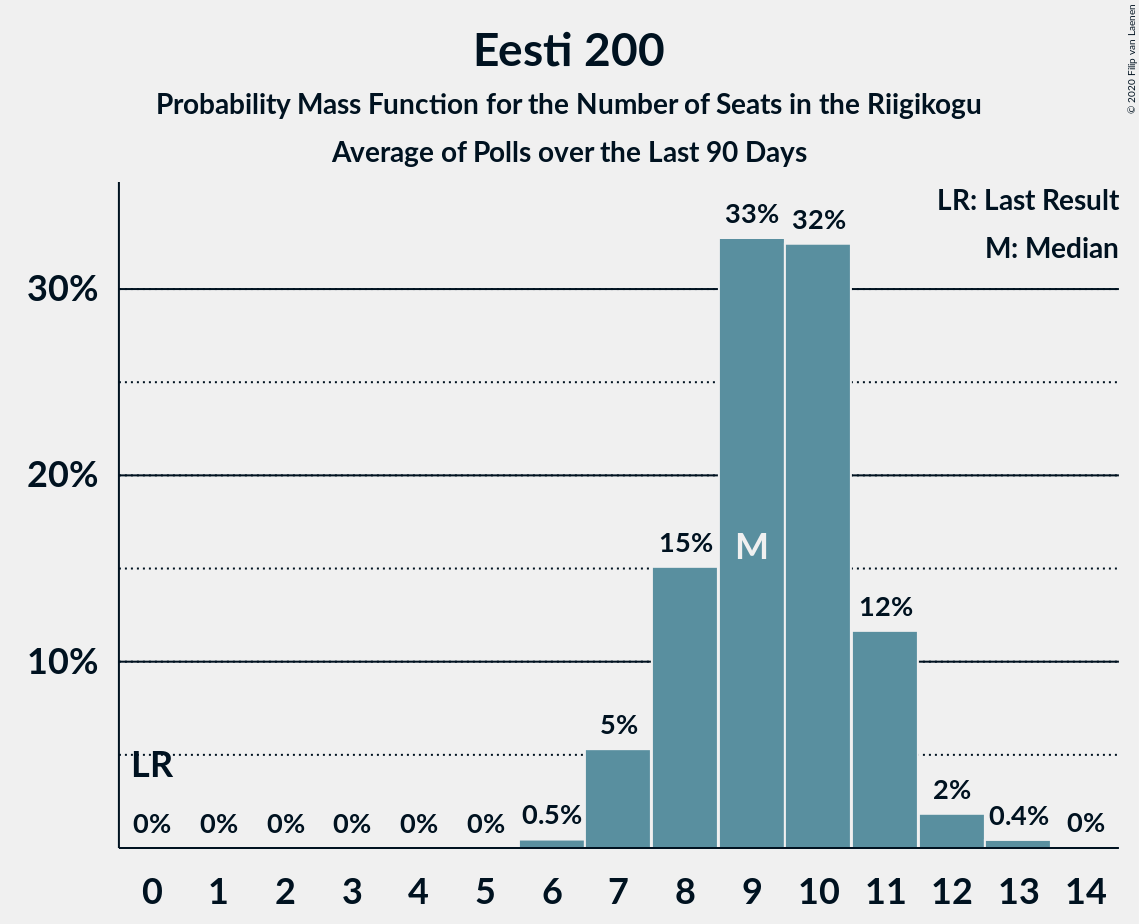 Eesti 200
Probability Mass Function for the Number of Seats in the Riigikogu
Average of Polls over the Last 90 Days
© 2020 Filip van Laenen
LR: Last Result
M: Median
33%
32%
30%
20%
15%
M
12%
10%
5%
LR
2%
0%
0%
0%
0%
0%
0%
0.5%
0.4%
0%
0 1 2 3 4 5 6 7 8 9 10 11 12 13 14